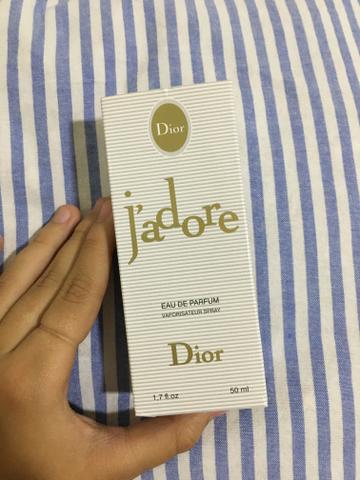 Dior
j'adore
EAU DE PARFUM
VAPORISATEUR SPRAY
Dior
1.7 fl oz 50 ml